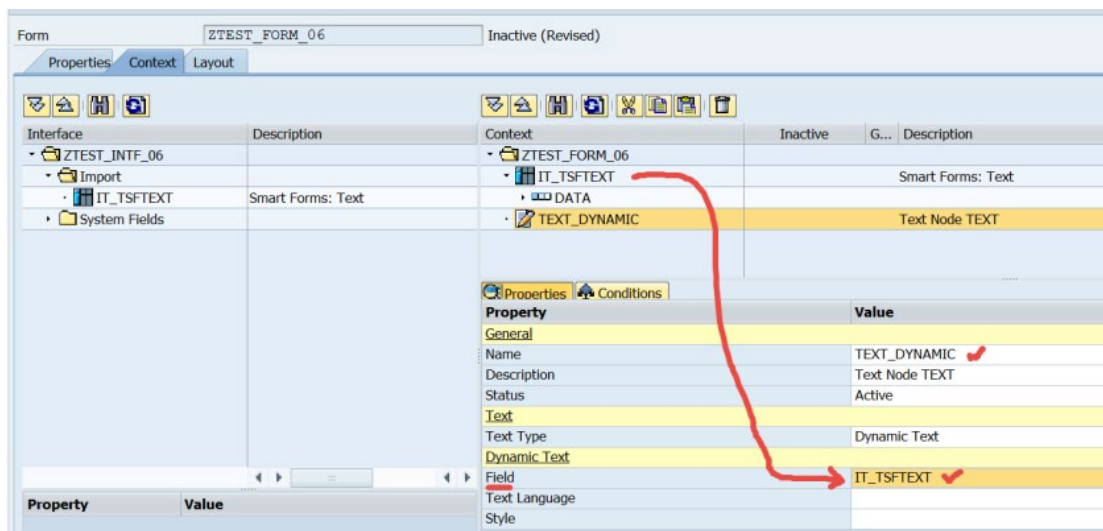 Form ZTEST_FORM_06 Inactive (Revised)
Properties Context Layout
Interface Description
ZTEST_INTF_06
Import
IT_TSFTEXT Smart Forms: Text
System Fields
Property Value
Context Inactive G... Description
ZTEST_FORM_06
IT_TSFTEXT Smart Forms: Text
DATA
TEXT_DYNAMIC Text Node TEXT
Properties Conditions
Property Value
General
Name TEXT_DYNAMIC
Description Text Node TEXT
Status Active
Text
Text Type Dynamic Text
Dynamic Text
Field IT_TSFTEXT
Text Language
Style